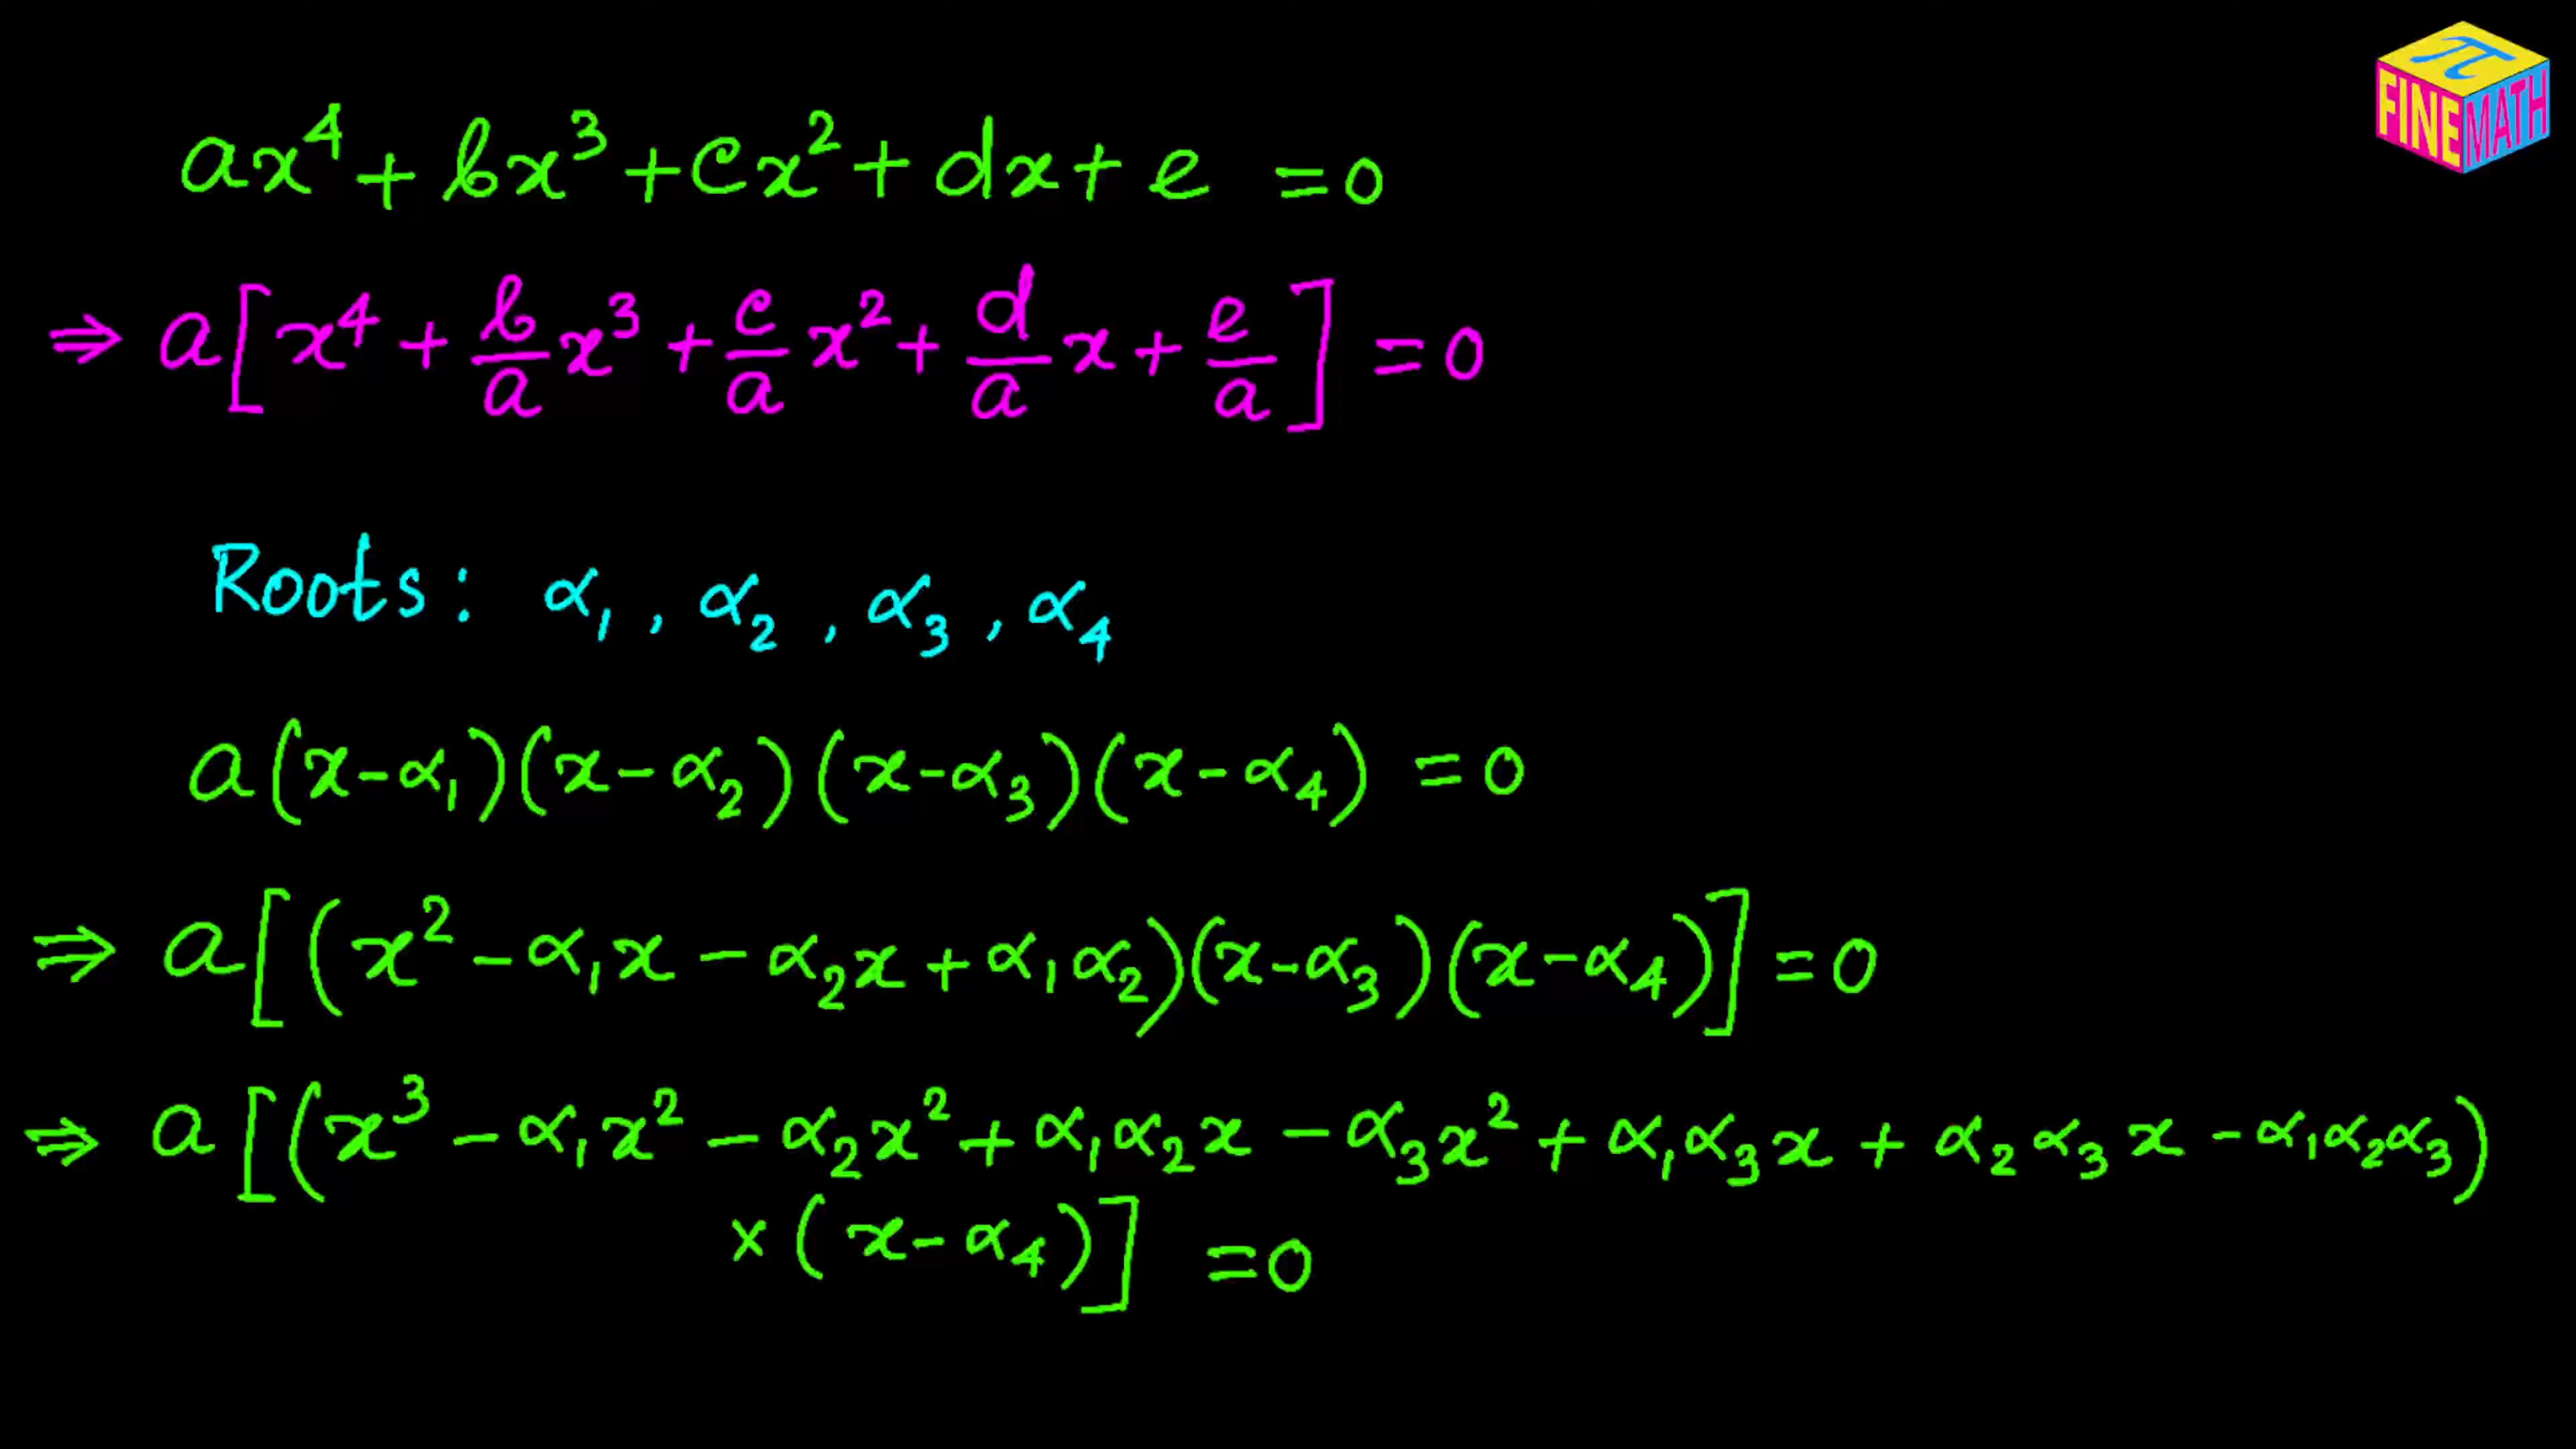 π
FINE MATH
ax⁴ + bx³ + cx² + dx + e = 0
⇒ a[x⁴ + b/a x³ + c/a x² + d/a x + e/a] = 0
Roots: α₁, α₂, α₃, α₄
a(x-α₁)(x-α₂)(x-α₃)(x-α₄) = 0
⇒ a[(x² - α₁x - α₂x + α₁α₂)(x-α₃)(x-α₄)] = 0
⇒ a[(x³ - α₁x² - α₂x² + α₁α₂x - α₃x² + α₁α₃x + α₂α₃x - α₁α₂α₃)
×(x-α₄)] = 0